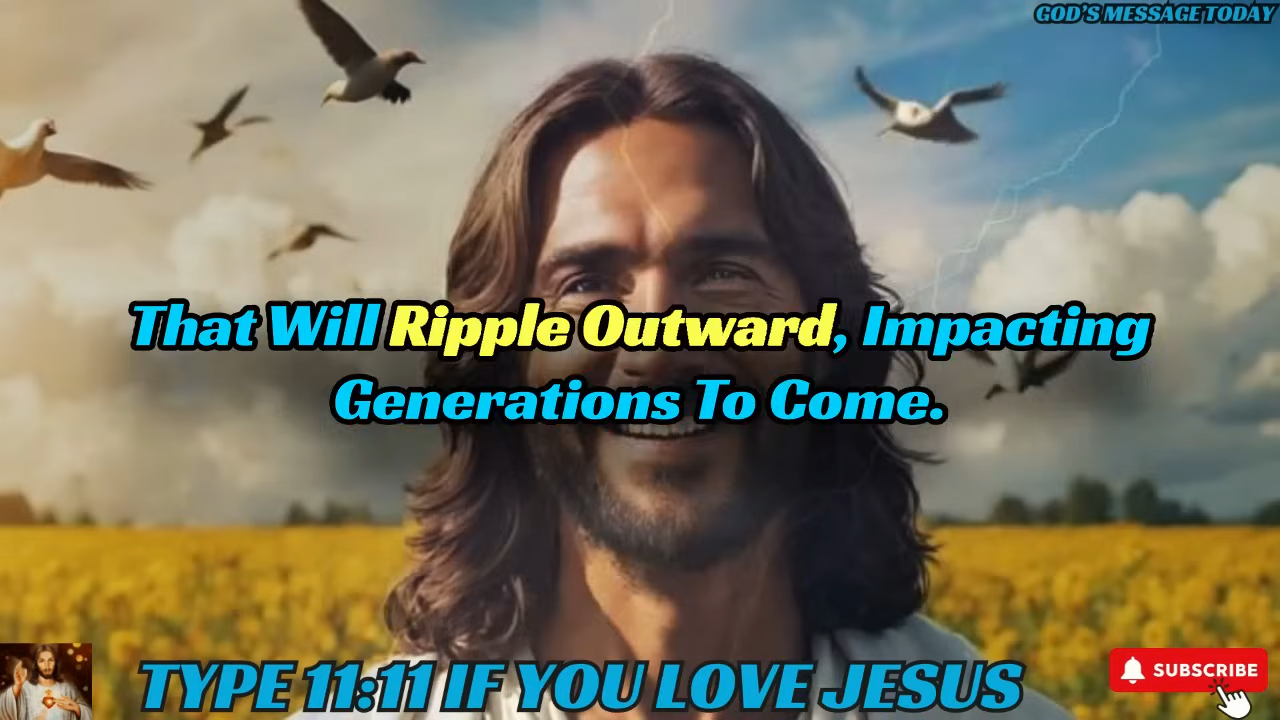 GOD'S MESSAGE TODAY
That Will Ripple Outward, Impacting
Generations To Come.
TYPE 11:11 IF YOU LOVE JESUS
SUBSCRIBE